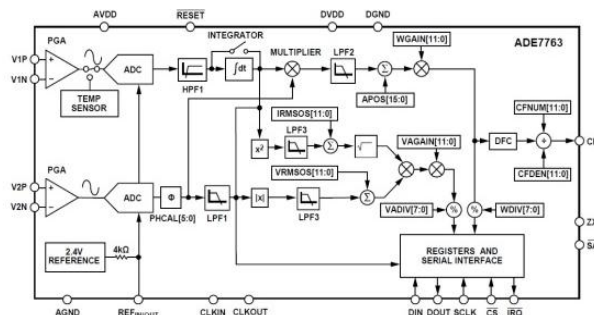 AVDD RESET DVDD DGND
INTEGRATOR WGAIN[11:0] ADE7763
PGA MULTIPLIER LPF2
V1P + ADC ∫dt Σ
V1N − HPF1 CFNUM[11:0]
TEMP SENSOR APOS[15:0]
IRMSOS[11:0] DFC ÷
LPF3 VAGAIN[11:0]
x² Σ √ CFDEN[11:0]
PGA VRMSOS[11:0]
V2P + ADC Φ |x| Σ % %
V2N − PHCAL[5:0] LPF1 LPF3 VADIV[7:0] WDIV[7:0]
2.4V REFERENCE 4kΩ REGISTERS AND SERIAL INTERFACE
AGND REFIN/OUT CLKIN CLKOUT DIN DOUT SCLK CS IRQ